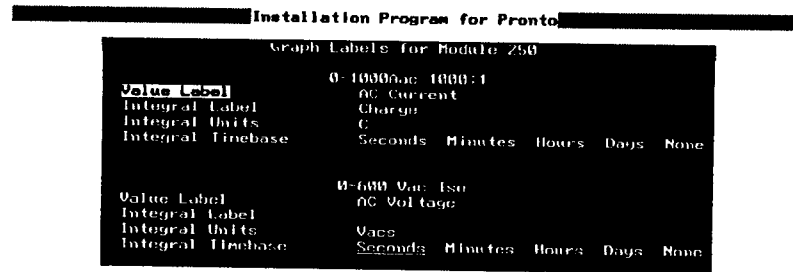 Installation Program for Pronto
Graph Labels for Module 250
0-1000Aac 1000:1
Value Label AC Current
Integral Label Charge
Integral Units C
Integral Timebase Seconds Minutes Hours Days None
0-600 Vac Iso
Value Label AC Voltage
Integral Label
Integral Units Vacs
Integral Timebase Seconds Minutes Hours Days None